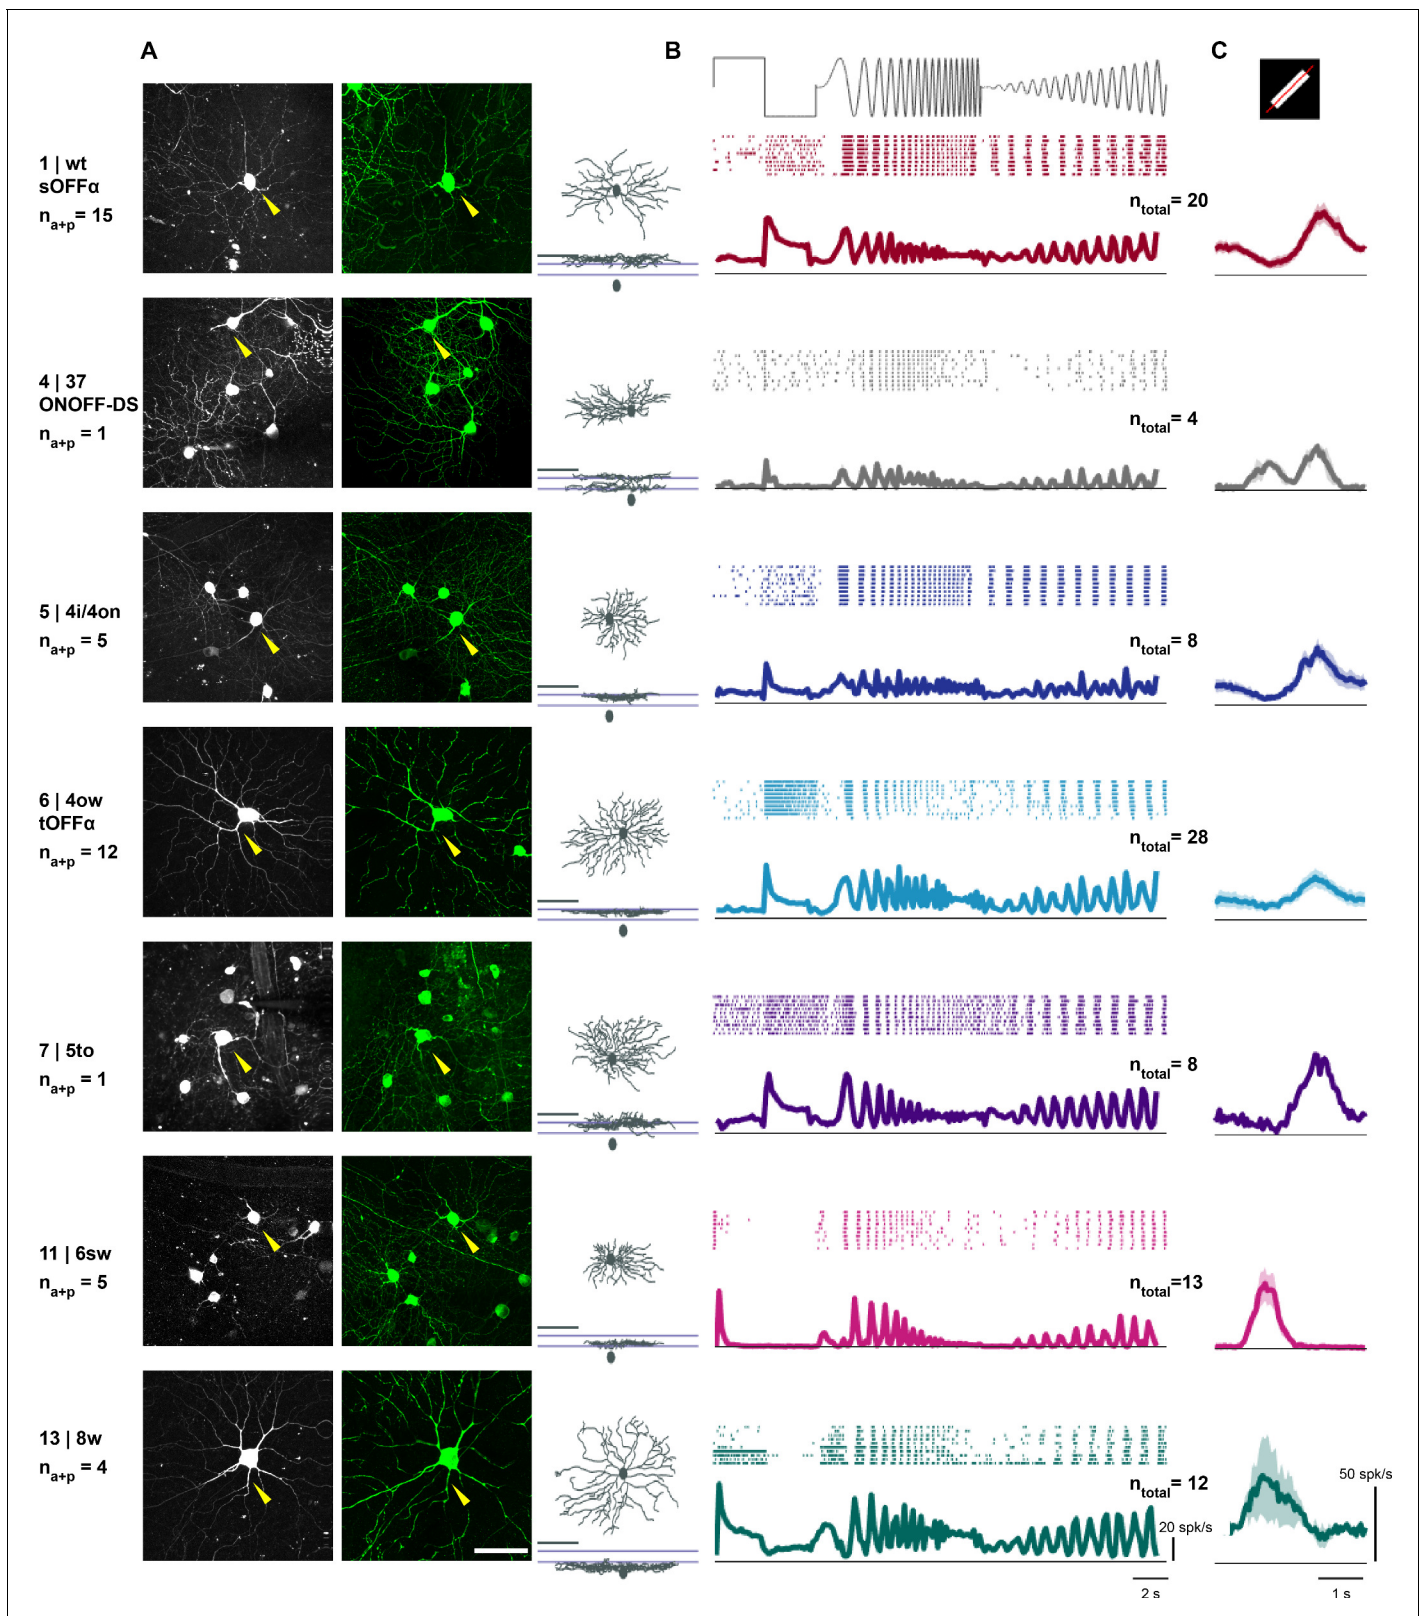 A
B
C
1 | wt
sOFFα
na+p= 15
ntotal= 20
4 | 37
ONOFF-DS
na+p = 1
ntotal= 4
5 | 4i/4on
na+p = 5
ntotal= 8
6 | 4ow
tOFFα
na+p = 12
ntotal= 28
7 | 5to
na+p = 1
ntotal= 8
11 | 6sw
na+p = 5
ntotal=13
13 | 8w
na+p = 4
ntotal= 12
50 spk/s
20 spk/s
2 s
1 s